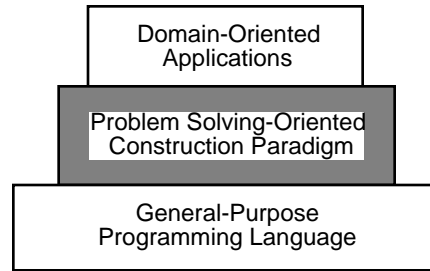 Domain-Oriented
Applications
Problem Solving-Oriented
Construction Paradigm
General-Purpose
Programming Language